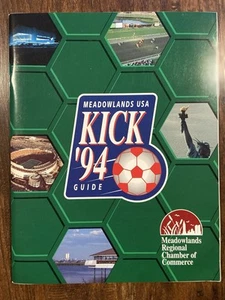 MEADOWLANDS USA
KICK
'94
GUIDE
Meadowlands
Regional
Chamber of
Commerce